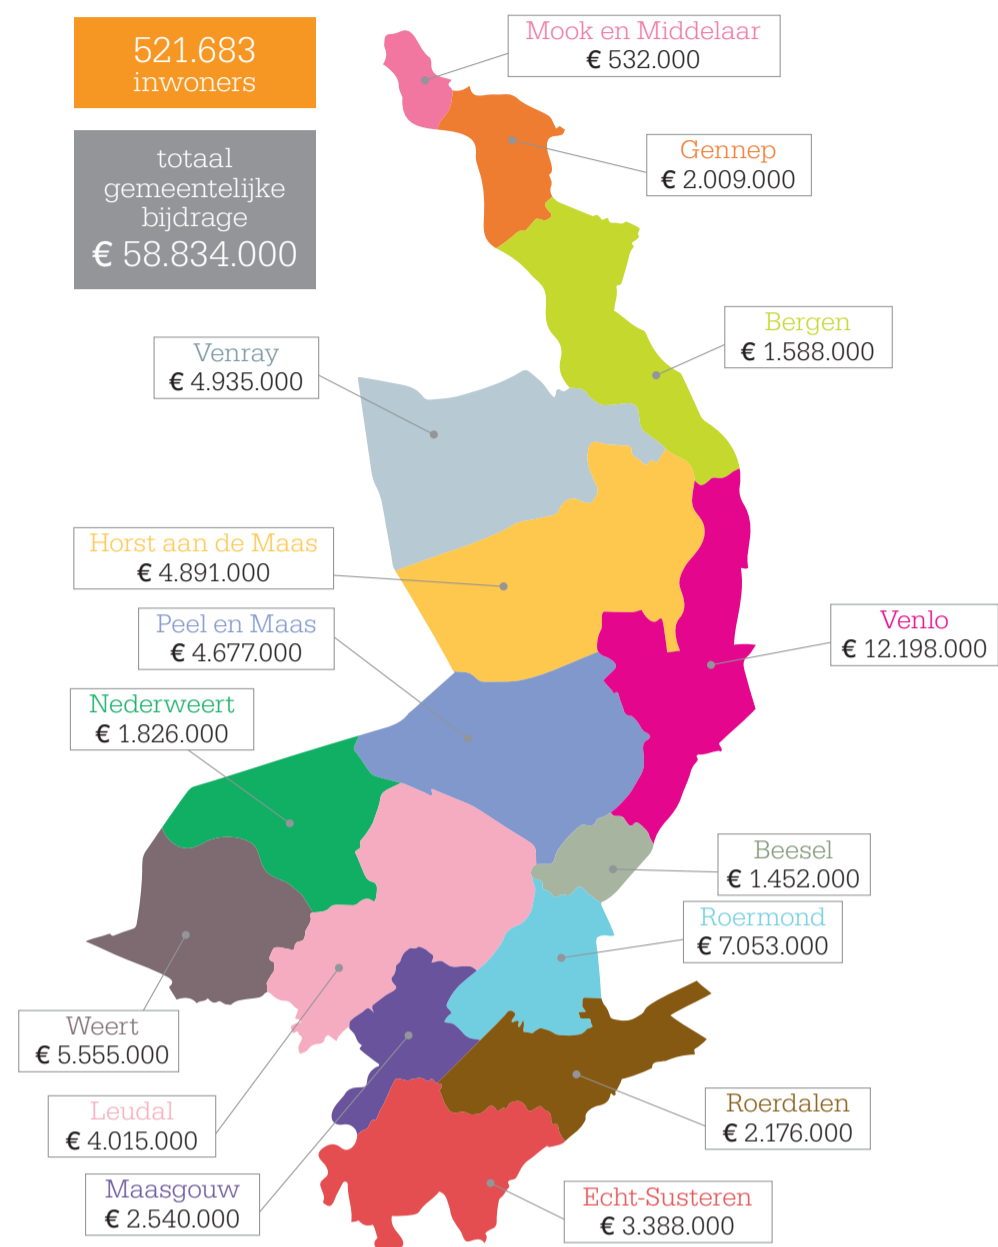 521.683
inwoners
totaal
gemeentelijke
bijdrage
€ 58.834.000
Mook en Middelaar
€ 532.000
Gennep
€ 2.009.000
Bergen
€ 1.588.000
Venray
€ 4.935.000
Horst aan de Maas
€ 4.891.000
Peel en Maas
€ 4.677.000
Venlo
€ 12.198.000
Nederweert
€ 1.826.000
Beesel
€ 1.452.000
Roermond
€ 7.053.000
Weert
€ 5.555.000
Leudal
€ 4.015.000
Roerdalen
€ 2.176.000
Maasgouw
€ 2.540.000
Echt-Susteren
€ 3.388.000